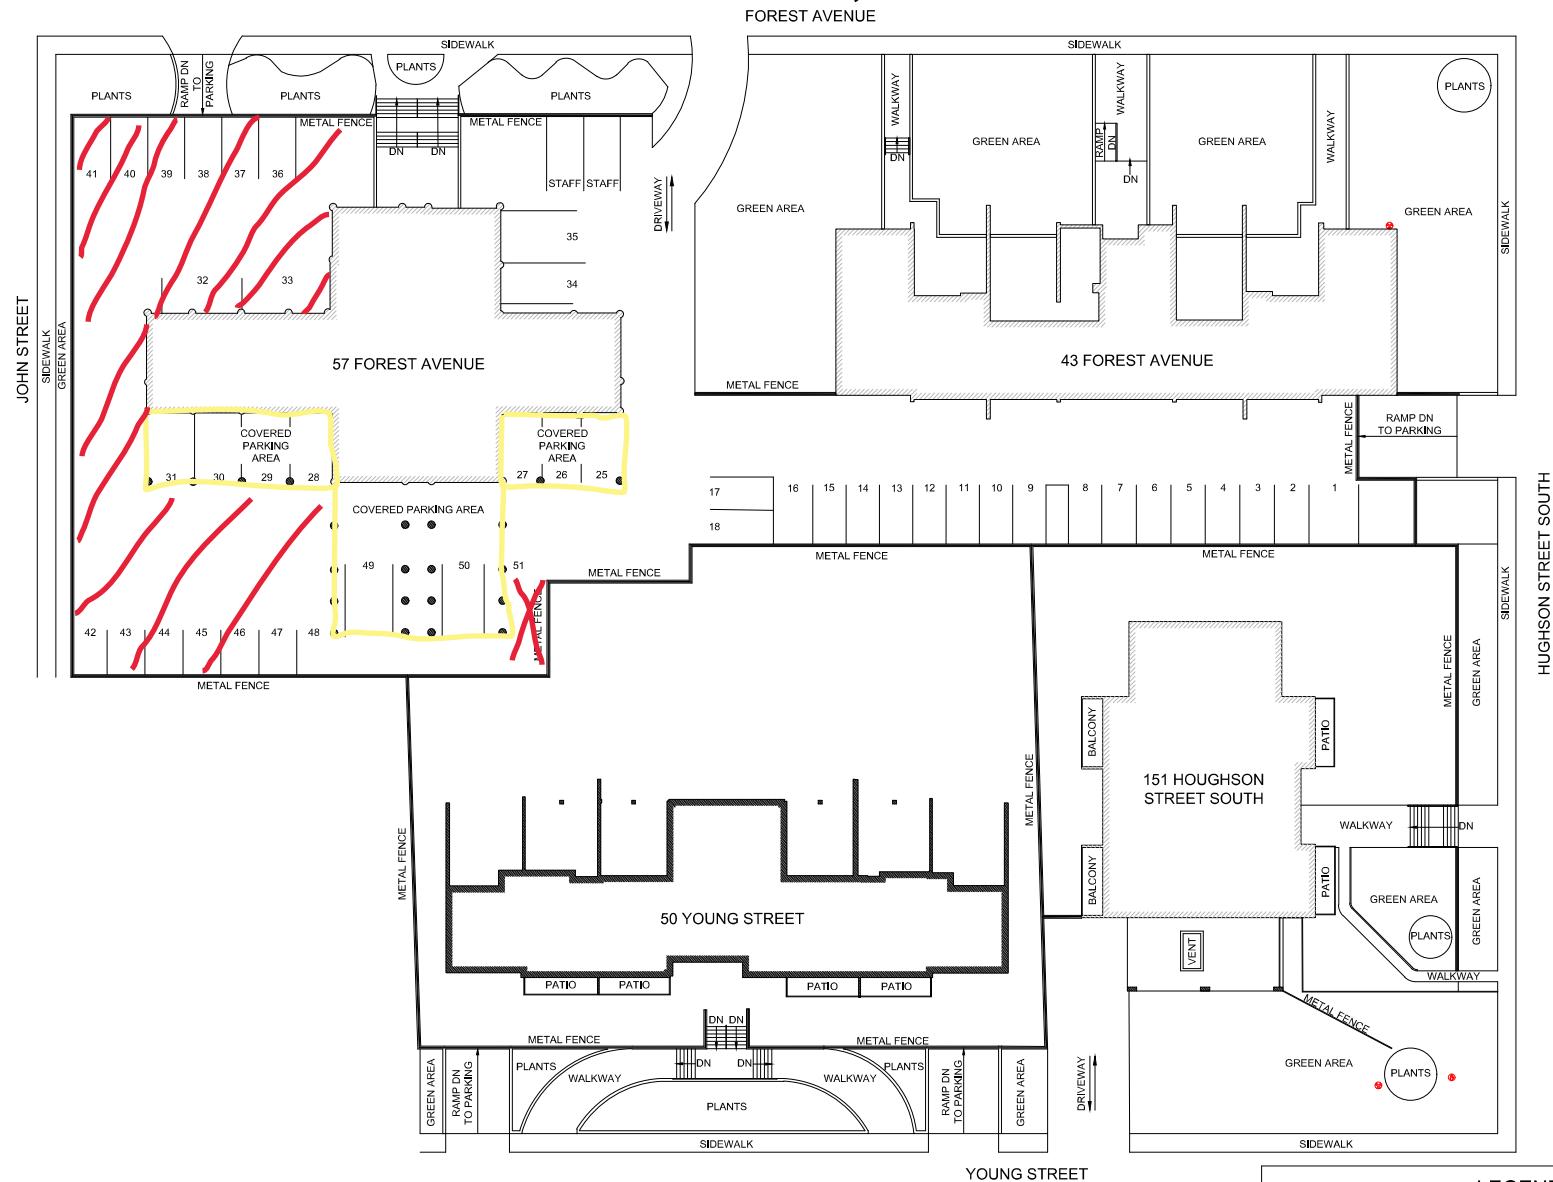 FOREST AVENUE
SIDEWALK
SIDEWALK
PLANTS
RAMP DN
TO
PARKING
PLANTS
PLANTS
PLANTS
METAL FENCE
METAL FENCE
DN
DN
41
40
39
38
37
36
STAFF
STAFF
DRIVEWAY
35
34
32
33
JOHN STREET
SIDEWALK
GREEN AREA
57 FOREST AVENUE
COVERED
PARKING
AREA
31
30
29
28
COVERED
PARKING
AREA
27
26
25
COVERED PARKING AREA
49
50
51
METAL FENCE
42
43
44
45
46
47
48
METAL FENCE
METAL FENCE
GREEN AREA
WALKWAY
DN
GREEN AREA
WALKWAY
RAMP
DN
DN
GREEN AREA
WALKWAY
PLANTS
GREEN AREA
SIDEWALK
43 FOREST AVENUE
METAL FENCE
METAL FENCE
RAMP DN
TO PARKING
17
18
16
15
14
13
12
11
10
9
8
7
6
5
4
3
2
1
METAL FENCE
METAL FENCE
HUGHSON STREET SOUTH
SIDEWALK
METAL FENCE
GREEN AREA
BALCONY
PATIO
151 HOUGHSON
STREET SOUTH
METAL FENCE
METAL FENCE
WALKWAY
DN
BALCONY
PATIO
GREEN AREA
PLANTS
GREEN AREA
WALKWAY
50 YOUNG STREET
VENT
PATIO
PATIO
PATIO
PATIO
METAL FENCE
DN
DN
METAL FENCE
METAL FENCE
GREEN AREA
RAMP DN
TO PARKING
PLANTS
WALKWAY
DN
DN
WALKWAY
PLANTS
PLANTS
RAMP DN
TO PARKING
GREEN AREA
DRIVEWAY
GREEN AREA
PLANTS
SIDEWALK
SIDEWALK
YOUNG STREET